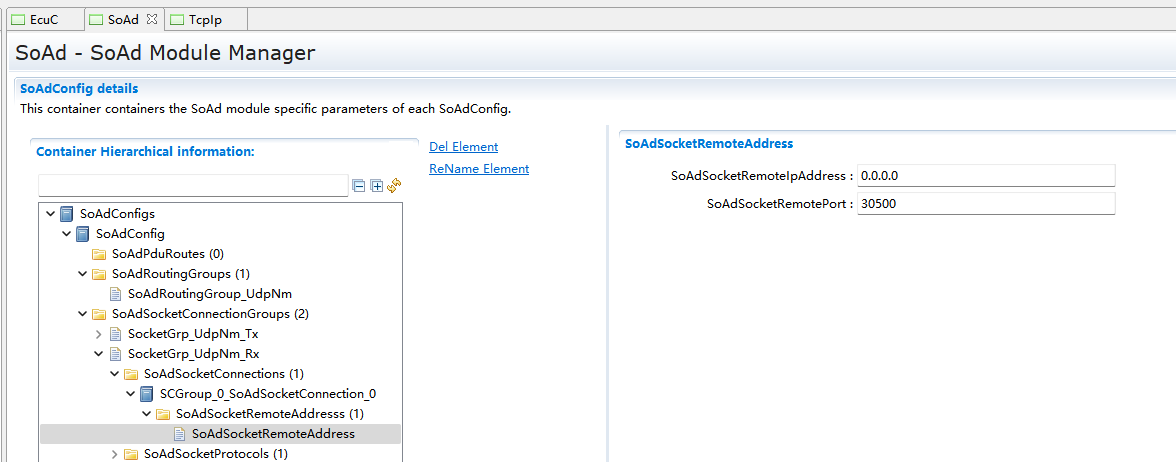 EcuC SoAd TcpIp
SoAd - SoAd Module Manager
SoAdConfig details
This container containers the SoAd module specific parameters of each SoAdConfig.
Container Hierarchical information:
Del Element
ReName Element
SoAdConfigs
SoAdConfig
SoAdPduRoutes (0)
SoAdRoutingGroups (1)
SoAdRoutingGroup_UdpNm
SoAdSocketConnectionGroups (2)
SocketGrp_UdpNm_Tx
SocketGrp_UdpNm_Rx
SoAdSocketConnections (1)
SCGroup_0_SoAdSocketConnection_0
SoAdSocketRemoteAddresss (1)
SoAdSocketRemoteAddress
SoAdSocketProtocols (1)
SoAdSocketRemoteAddress
SoAdSocketRemoteIpAddress : 0.0.0.0
SoAdSocketRemotePort : 30500